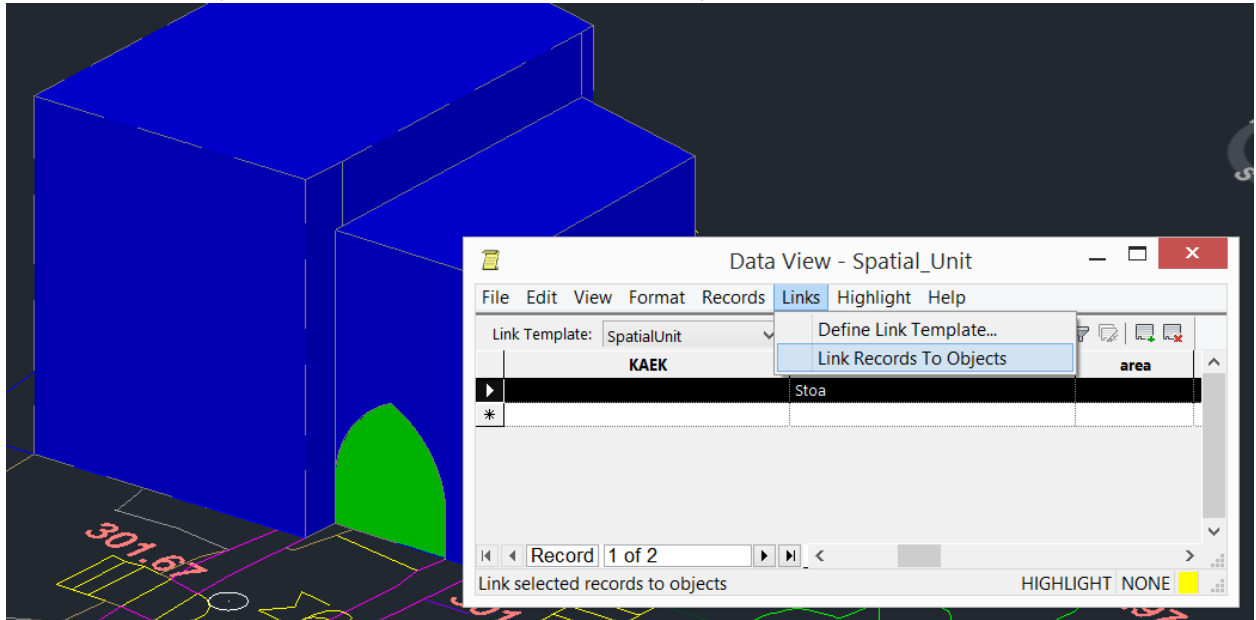 Data View - Spatial_Unit
File Edit View Format Records Links Highlight Help
Link Template: SpatialUnit
Define Link Template...
Link Records To Objects
KAEK area
Stoa
Record 1 of 2
Link selected records to objects HIGHLIGHT NONE
301.67